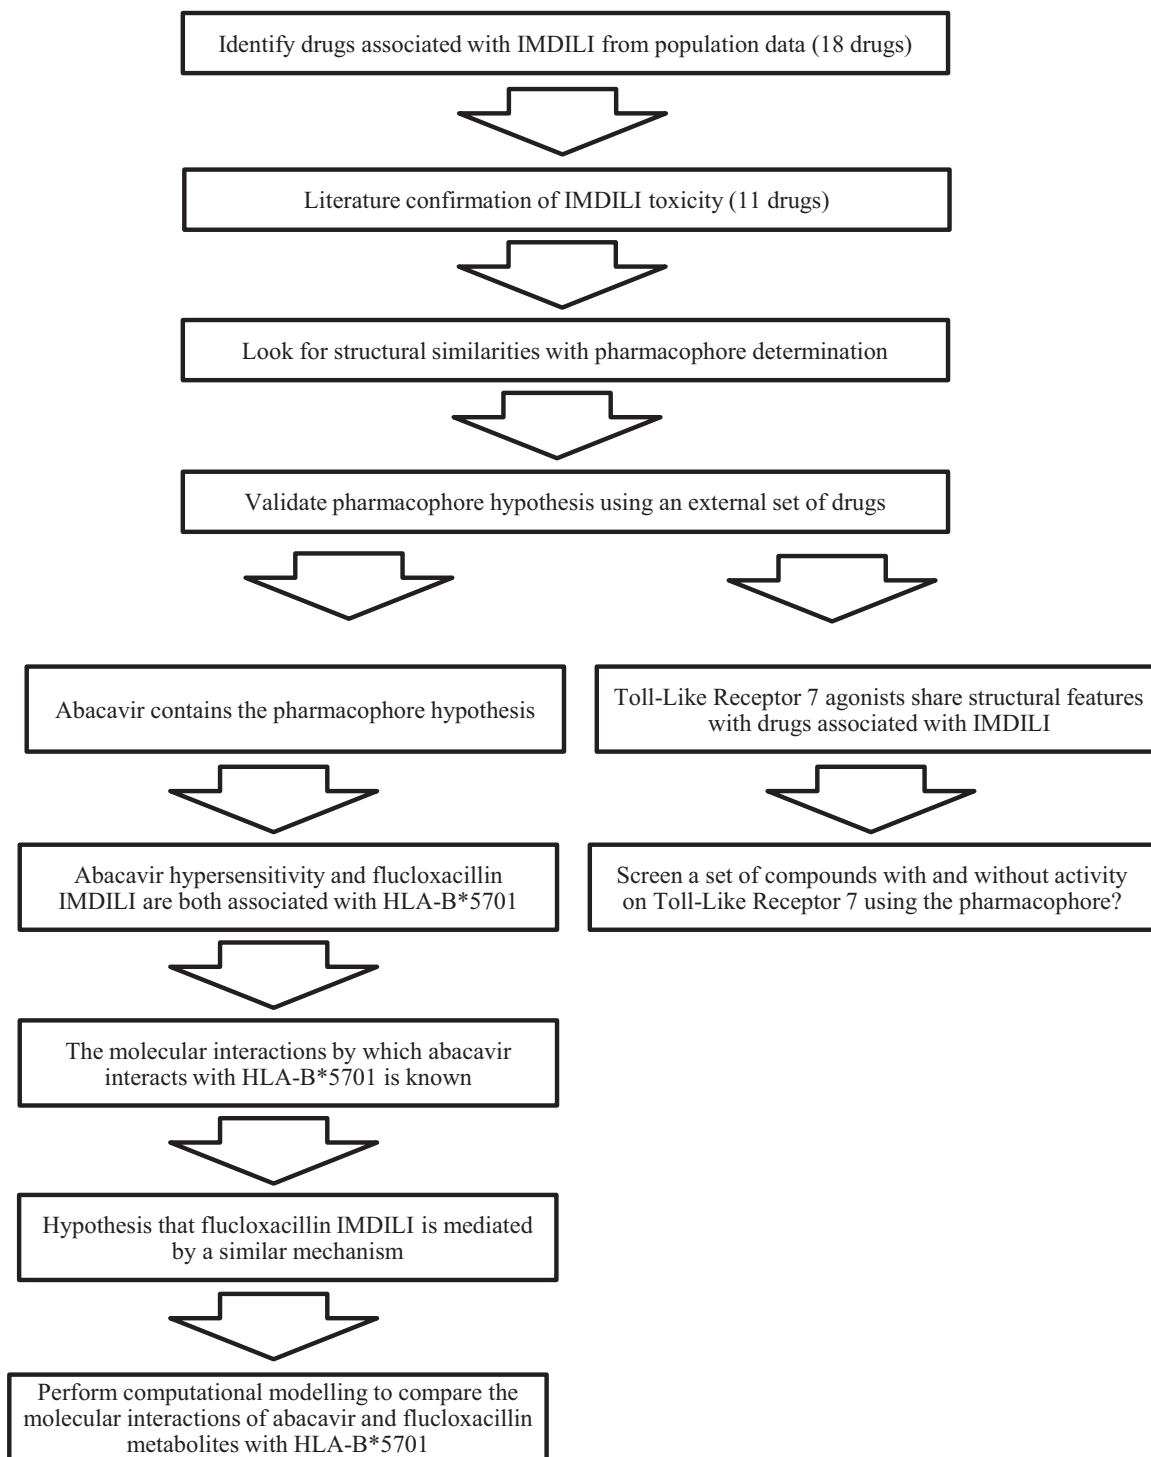 Identify drugs associated with IMDILI from population data (18 drugs)
Literature confirmation of IMDILI toxicity (11 drugs)
Look for structural similarities with pharmacophore determination
Validate pharmacophore hypothesis using an external set of drugs
Abacavir contains the pharmacophore hypothesis
Abacavir hypersensitivity and flucloxacillin
IMDILI are both associated with HLA-B*5701
The molecular interactions by which abacavir
interacts with HLA-B*5701 is known
Hypothesis that flucloxacillin IMDILI is mediated
by a similar mechanism
Perform computational modelling to compare the
molecular interactions of abacavir and flucloxacillin
metabolites with HLA-B*5701
Toll-Like Receptor 7 agonists share structural features
with drugs associated with IMDILI
Screen a set of compounds with and without activity
on Toll-Like Receptor 7 using the pharmacophore?